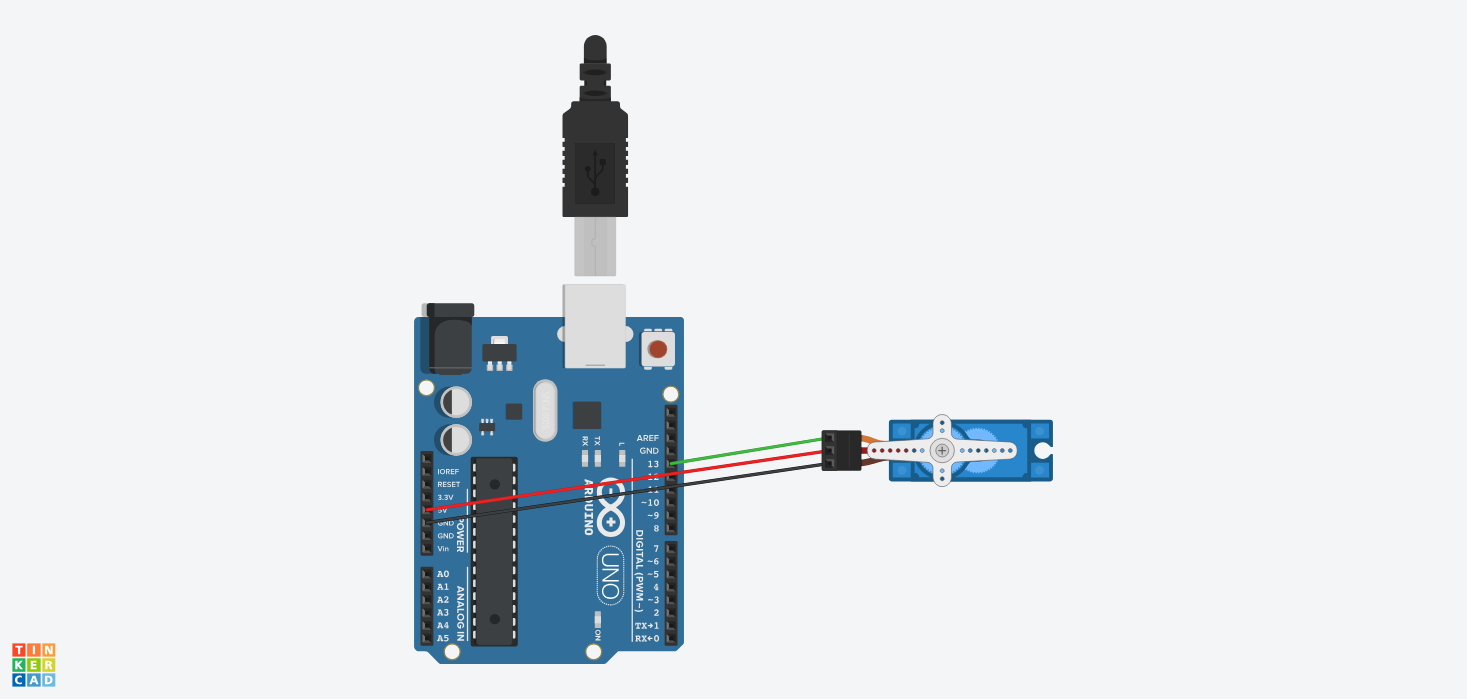 AREF
GND
13
~10
~9
8
7
~6
~5
4
~3
2
TX→1
RX←0
DIGITAL (PWM~)
IOREF
RESET
3.3V
5V
GND
GND
Vin
POWER
A0
A1
A2
A3
A4
A5
ANALOG IN
RX
TX
L
ARDUINO
UNO
ON
TIN
KER
CAD